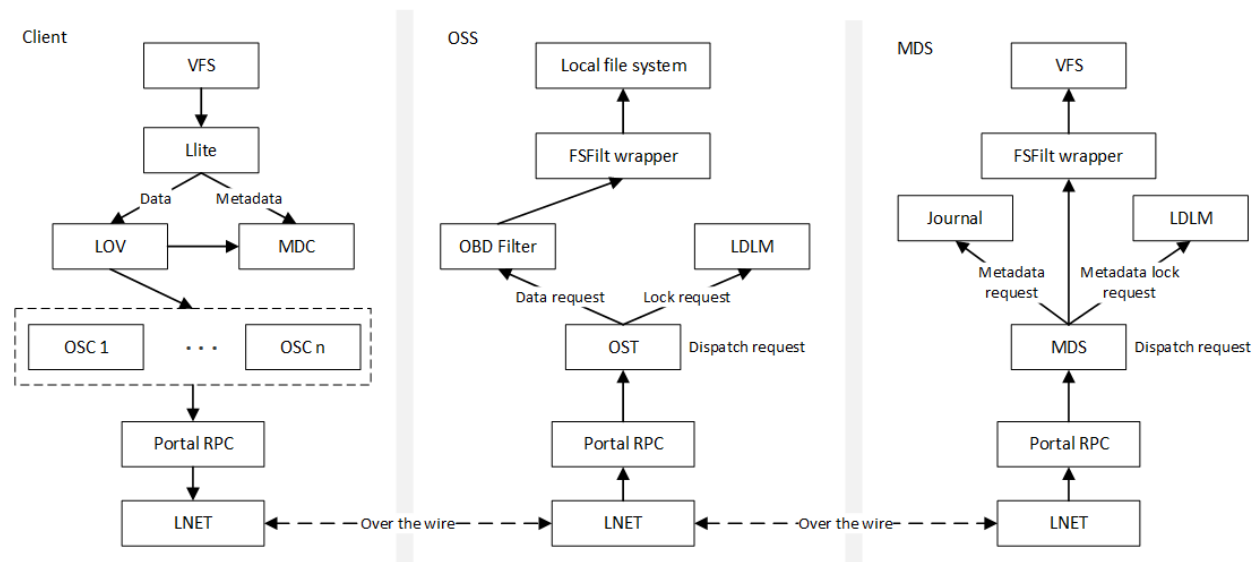 Client
VFS
Llite
Data
Metadata
LOV
MDC
OSC 1
• • •
OSC n
Portal RPC
LNET
Over the wire
OSS
Local file system
FSFilt wrapper
OBD Filter
LDLM
Data request
Lock request
OST
Dispatch request
Portal RPC
LNET
Over the wire
MDS
VFS
FSFilt wrapper
Journal
LDLM
Metadata
request
Metadata lock
request
MDS
Dispatch request
Portal RPC
LNET